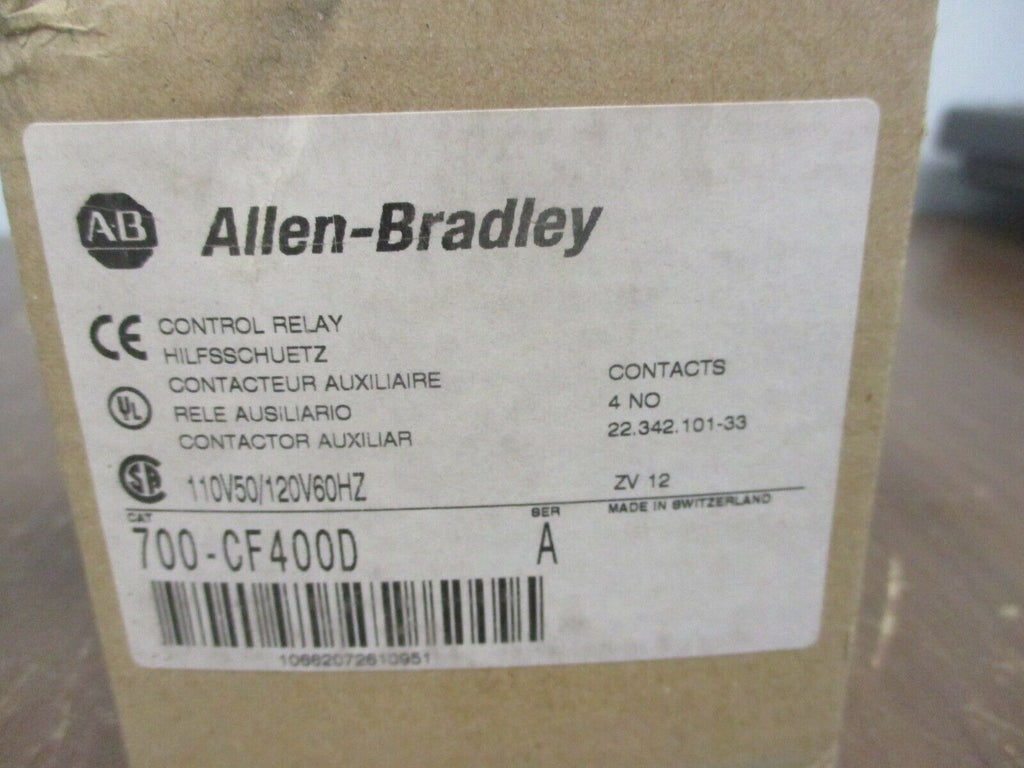 AB Allen-Bradley
CE CONTROL RELAY
HILFSSCHUETZ
CONTACTEUR AUXILIAIRE
UL RELE AUSILIARIO
CONTACTOR AUXILIAR
SA 110V50/120V60HZ
CONTACTS
4 NO
22.342.101-33
ZV 12
MADE IN SWITZERLAND
CAT SER
700-CF400D A
10662072610951